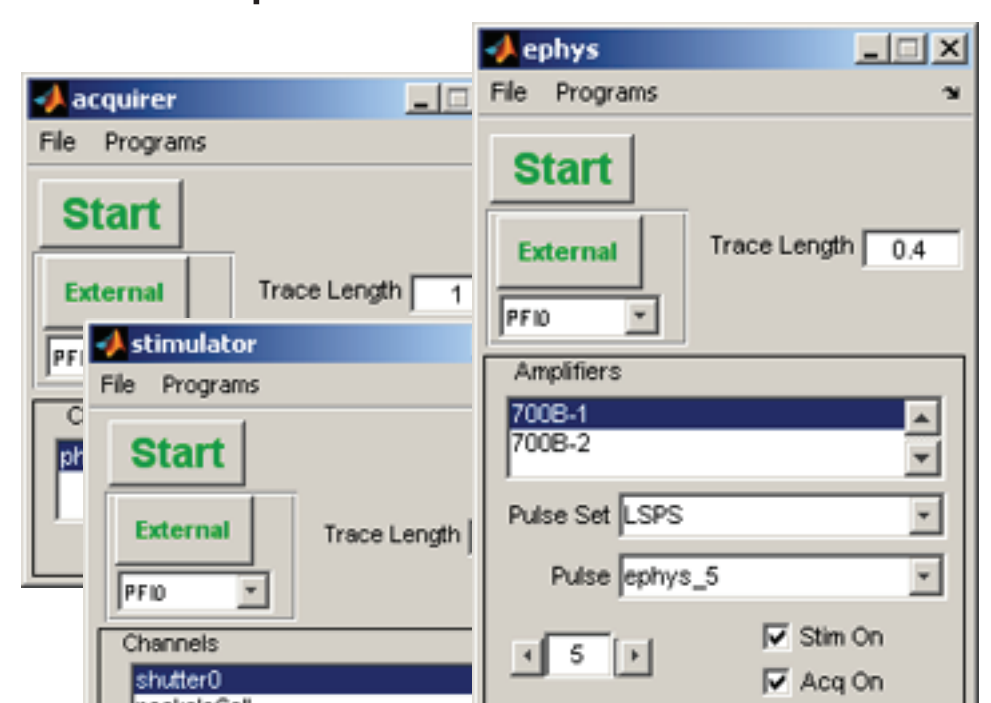 acquirer
File Programs
Start
External
Trace Length 1
stimulator
File Programs
Start
External
Trace Length
PFI0
Channels
shutter0
ephys
File Programs
Start
External
Trace Length 0.4
PFI0
Amplifiers
700B-1
700B-2
Pulse Set LSPS
Pulse ephys_5
5
Stim On
Acq On